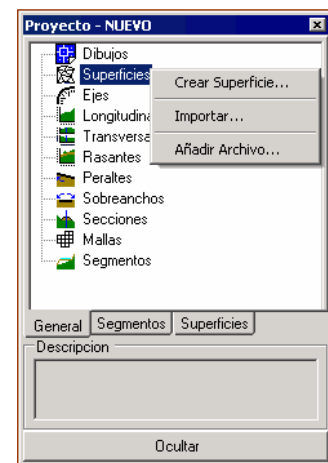 Proyecto - NUEVO
Dibujos
Superficies
Ejes
Longitudina
Transversa
Rasantes
Peraltes
Sobreanchos
Secciones
Mallas
Segmentos
Crear Superficie...
Importar...
Añadir Archivo...
General Segmentos Superficies
Descripcion
Ocultar